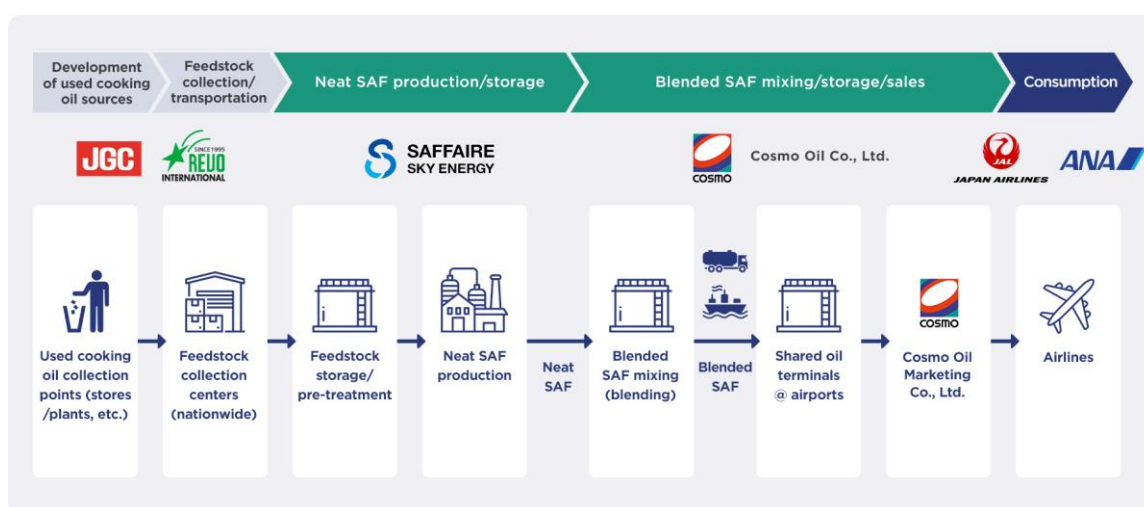 Development
of used cooking
oil sources
Feedstock
collection/
transportation
Neat SAF production/storage
Blended SAF mixing/storage/sales
Consumption
JGC
SINCE 1995
REVO
INTERNATIONAL
SAFFAIRE
SKY ENERGY
COSMO
Cosmo Oil Co., Ltd.
JAL
JAPAN AIRLINES
ANA
Used cooking
oil collection
points (stores
/plants, etc.)
Feedstock
collection
centers
(nationwide)
Feedstock
storage/
pre-treatment
Neat SAF
production
Neat
SAF
Blended
SAF mixing
(blending)
Blended
SAF
Shared oil
terminals
@ airports
COSMO
Cosmo Oil
Marketing
Co., Ltd.
Airlines